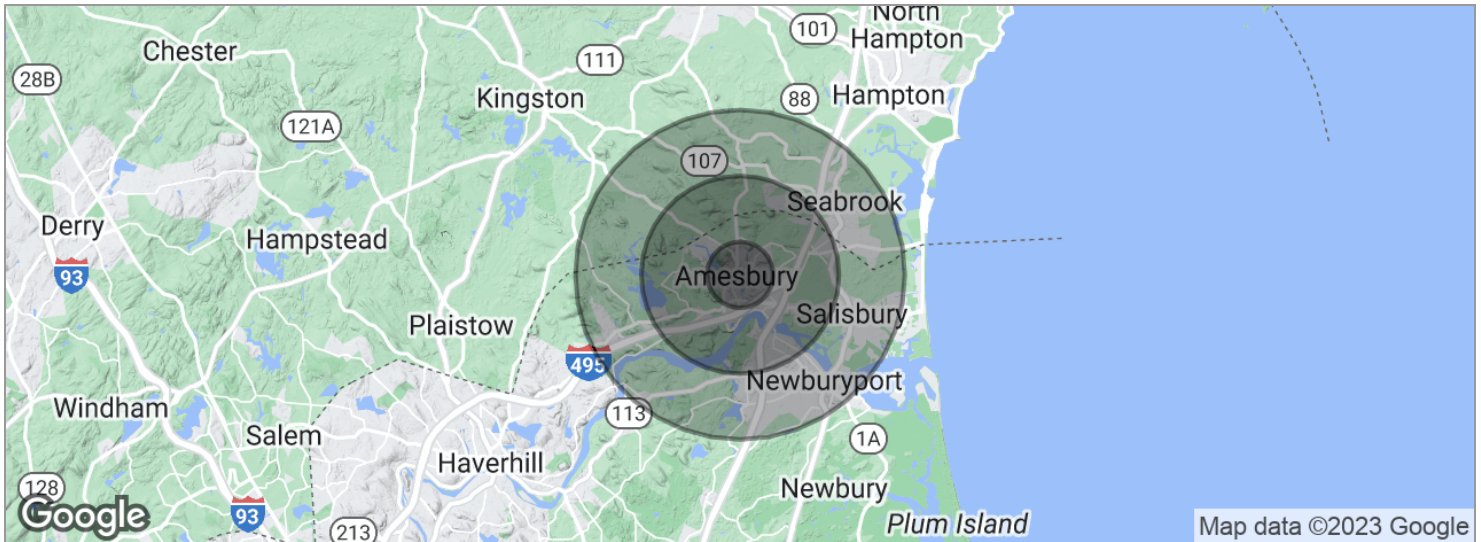 North
Hampton
101
Chester
111
28B
Kingston
88
Hampton
121A
107
Seabrook
Derry
Hampstead
93
Amesbury
Salisbury
Plaistow
495
Newburyport
Windham
113
Salem
1A
Haverhill
Newbury
128
Google
93
213
Plum Island
Map data ©2023 Google